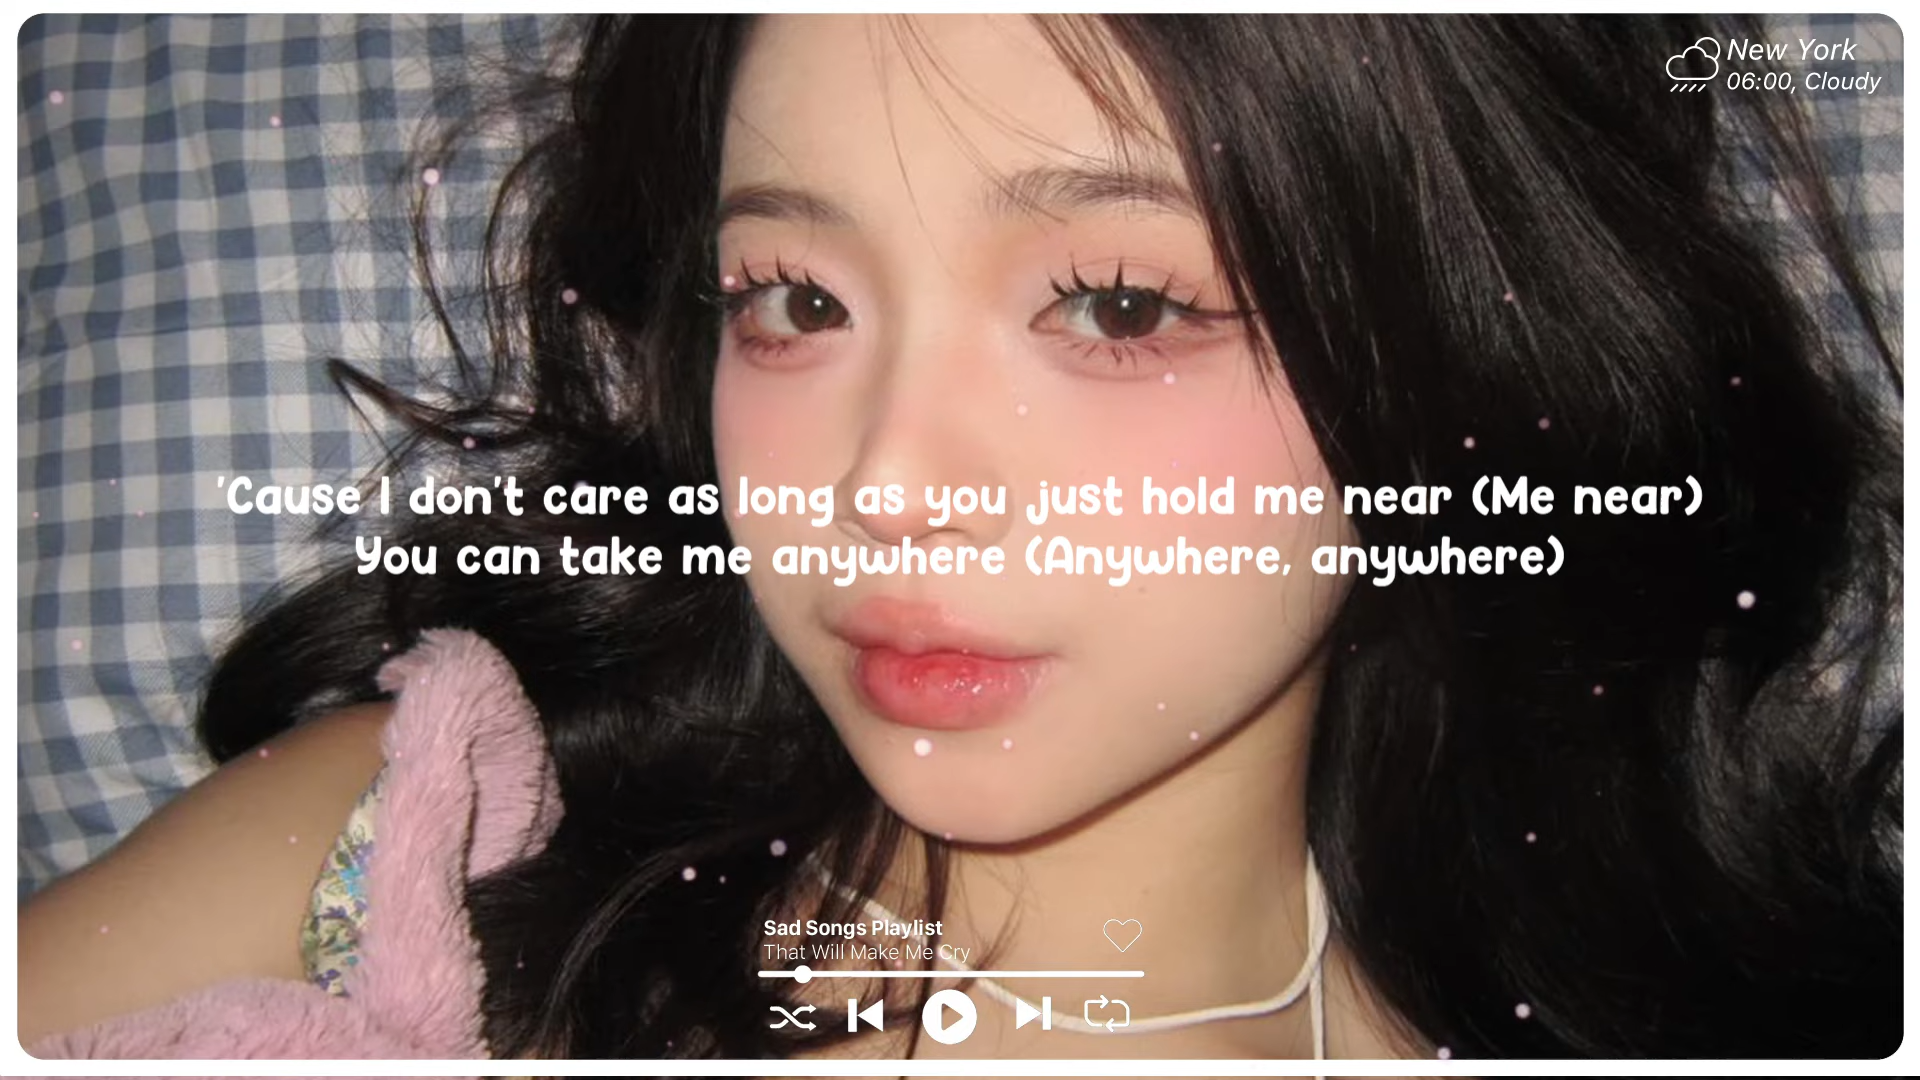 New York
06:00, Cloudy
'Cause I don't care as long as you just hold me near (Me near)
You can take me anywhere (Anywhere, anywhere)
Sad Songs Playlist
That Will Make Me Cry